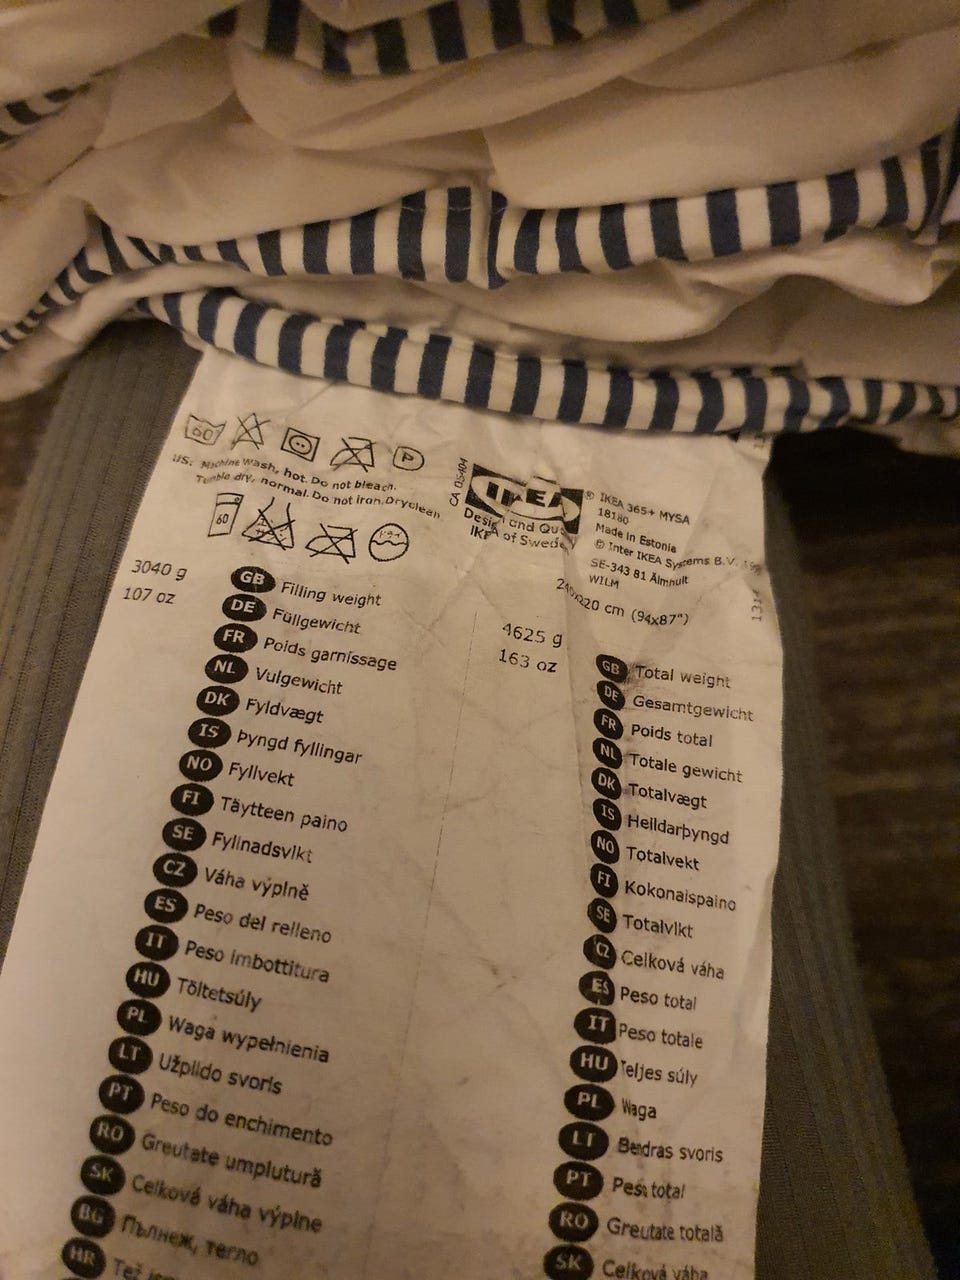 60
P
US: Machine wash, hot. Do not bleach.
Tumble dry, normal. Do not iron. Dryclean
60
CA 05404
IKEA
Design and Quality
IKEA of Sweden
® IKEA 365+ MYSA
18180
Made in Estonia
© Inter IKEA Systems B.V.
SE-343 81 Älmhult
WILM
240x220 cm (94x87")
3040 g
107 oz
GB Filling weight
DE Füllgewicht
FR Poids garnissage
NL Vulgewicht
DK Fyldvægt
IS Þyngd fyllingar
NO Fyllvekt
FI Täytteen paino
SE Fyllnadsvikt
CZ Váha výplně
ES Peso del relleno
IT Peso imbottitura
HU Töltetsúly
PL Waga wypełnienia
LT Užpildo svoris
PT Peso do enchimento
RO Greutate umplutură
SK Celková váha výplne
BG Пълнеж, тегло
HR
4625 g
163 oz
GB Total weight
DE Gesamtgewicht
FR Poids total
NL Totale gewicht
DK Totalvægt
IS Heildarþyngd
NO Totalvekt
FI Kokonaispaino
SE Totalvikt
CZ Celková váha
ES Peso total
IT Peso totale
HU Teljes súly
PL Waga
LT Bendras svoris
PT Peso total
RO Greutate totală
SK Celková váha